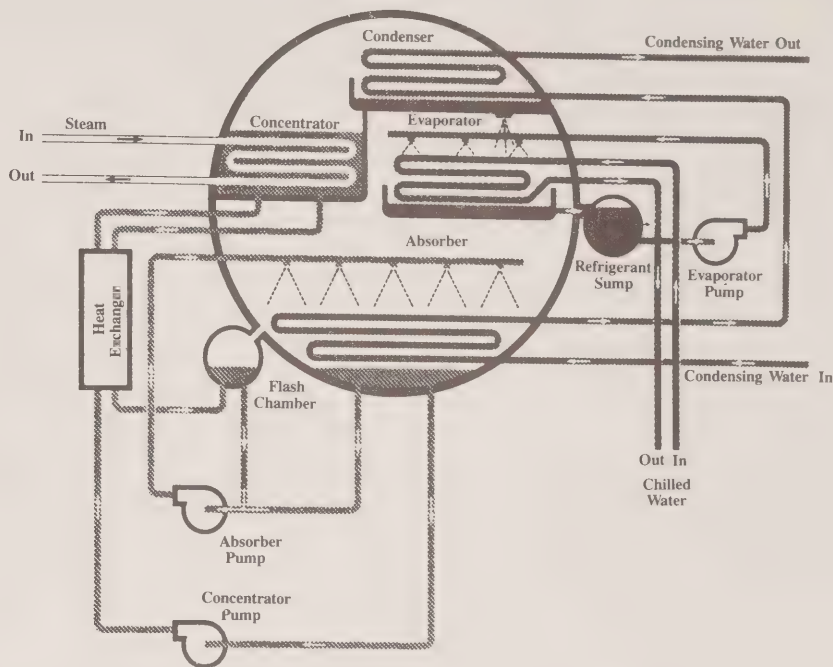 Condenser
Condensing Water Out
Steam
In
Concentrator
Evaporator
Out
Absorber
Refrigerant
Sump
Evaporator
Pump
Heat
Exchanger
Flash
Chamber
Condensing Water In
Out In
Chilled
Water
Absorber
Pump
Concentrator
Pump